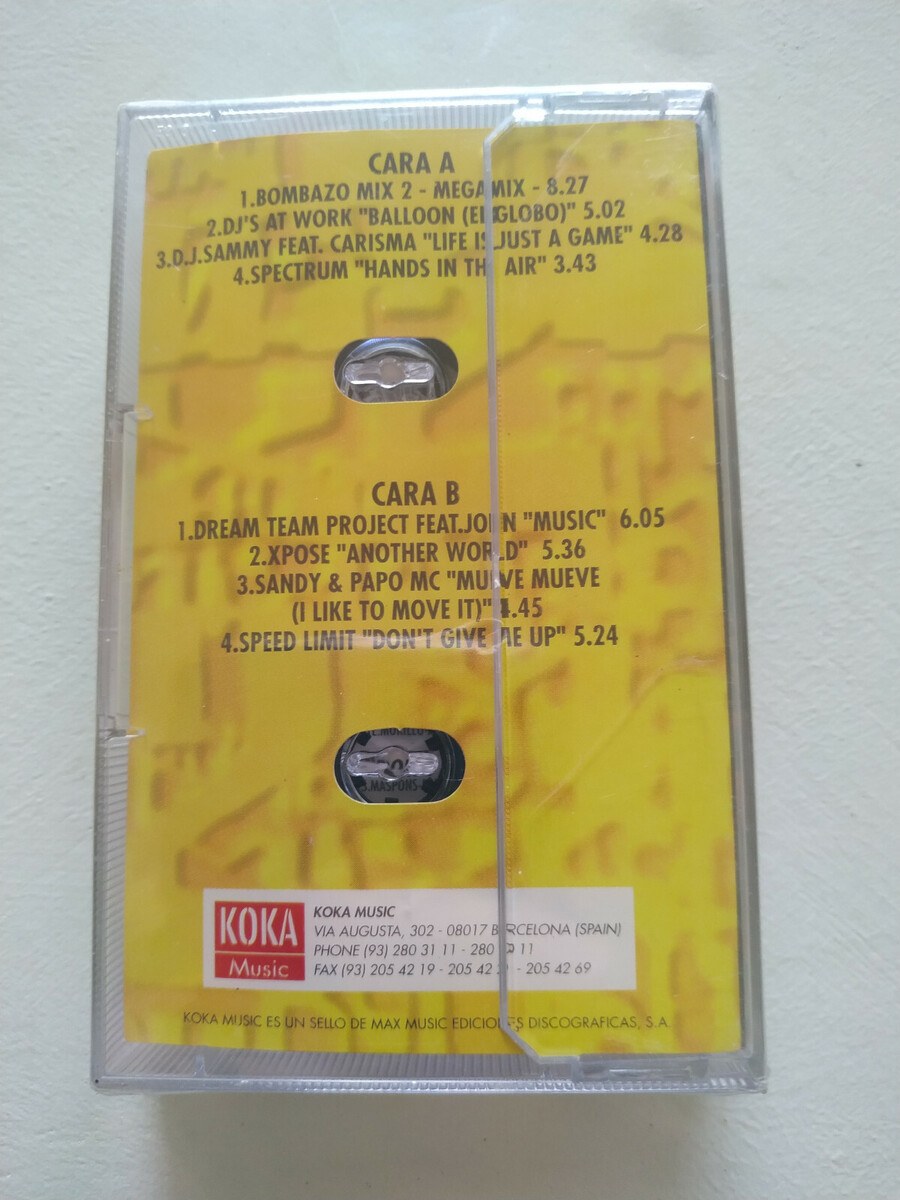 CARA A
1.BOMBAZO MIX 2 - MEGAMIX - 8.27
2.DJ'S AT WORK "BALLOON (EL GLOBO)" 5.02
3.D.J.SAMMY FEAT. CARISMA "LIFE IS JUST A GAME" 4.28
4.SPECTRUM "HANDS IN THE AIR" 3.43
CARA B
1.DREAM TEAM PROJECT FEAT.JOHN "MUSIC" 6.05
2.XPOSE "ANOTHER WORLD" 5.36
3.SANDY & PAPO MC "MUEVE MUEVE
(I LIKE TO MOVE IT)" 4.45
4.SPEED LIMIT "DON'T GIVE ME UP" 5.24
MASPONS
KOKA
Music
KOKA MUSIC
VIA AUGUSTA, 302 - 08017 BARCELONA (SPAIN)
PHONE (93) 280 31 11 - 280 11
FAX (93) 205 42 19 - 205 42 - 205 42 69
KOKA MUSIC ES UN SELLO DE MAX MUSIC EDICIONES DISCOGRAFICAS, S.A.